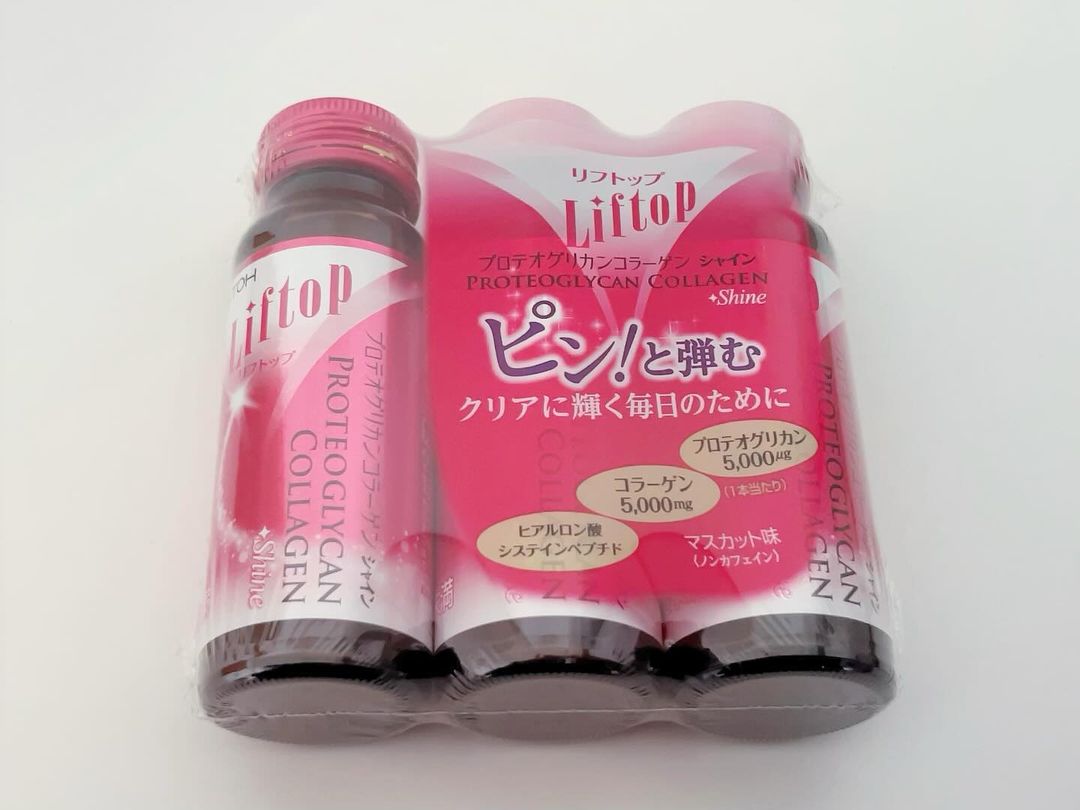 リフトップ
Liftop
プロテオグリカンコラーゲン シャイン
PROTEOGLYCAN COLLAGEN
Shine
ピン!と弾む
クリアに輝く毎日のために
プロテオグリカン
5,000μg
コラーゲン
5,000mg
(1本当たり)
ヒアルロン酸
システインペプチド
マスカット味
(ノンカフェイン)
Liftop
リフトップ
プロテオグリカンコラーゲン シャイン
PROTEOGLYCAN
COLLAGEN
Shine
PROTEOGLYCAN
COLLAGEN